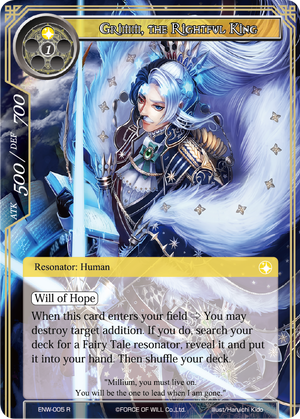 Grimm, the Rightful King
1
ATK 500 / DEF 700
Resonator: Human
Will of Hope
When this card enters your field ⇒ You may
destroy target addition. If you do, search your
deck for a Fairy Tale resonator, reveal it and put
it into your hand. Then shuffle your deck.
"Millium, you must live on.
You will be the one to lead when I am gone."
ENW-005 R
©FORCE OF WILL Co.,Ltd.
Illust/Haruichi Kido